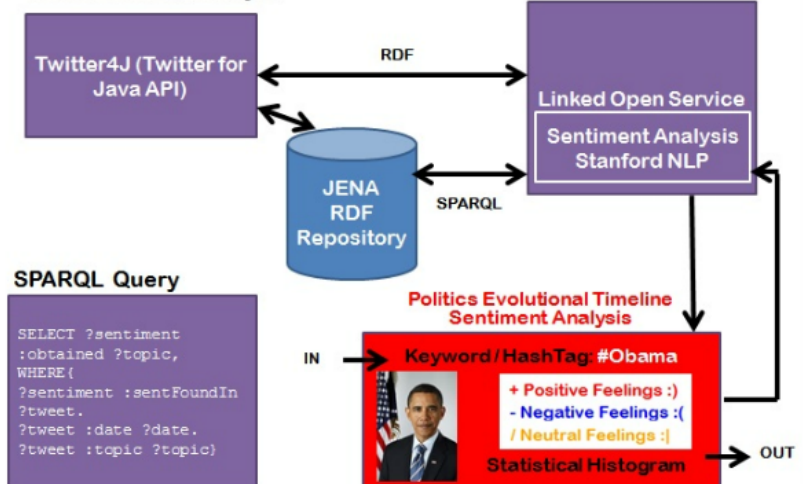 Twitter4J (Twitter for
Java API)
RDF
Linked Open Service
Sentiment Analysis
Stanford NLP
JENA
RDF
Repository
SPARQL
SPARQL Query
SELECT ?sentiment
:obtained ?topic,
WHERE{
?sentiment :sentFoundIn
?tweet.
?tweet :date ?date.
?tweet :topic ?topic}
Politics Evolutional Timeline
Sentiment Analysis
IN
Keyword / HashTag: #Obama
+ Positive Feelings :)
- Negative Feelings :(
/ Neutral Feelings :|
Statistical Histogram
OUT